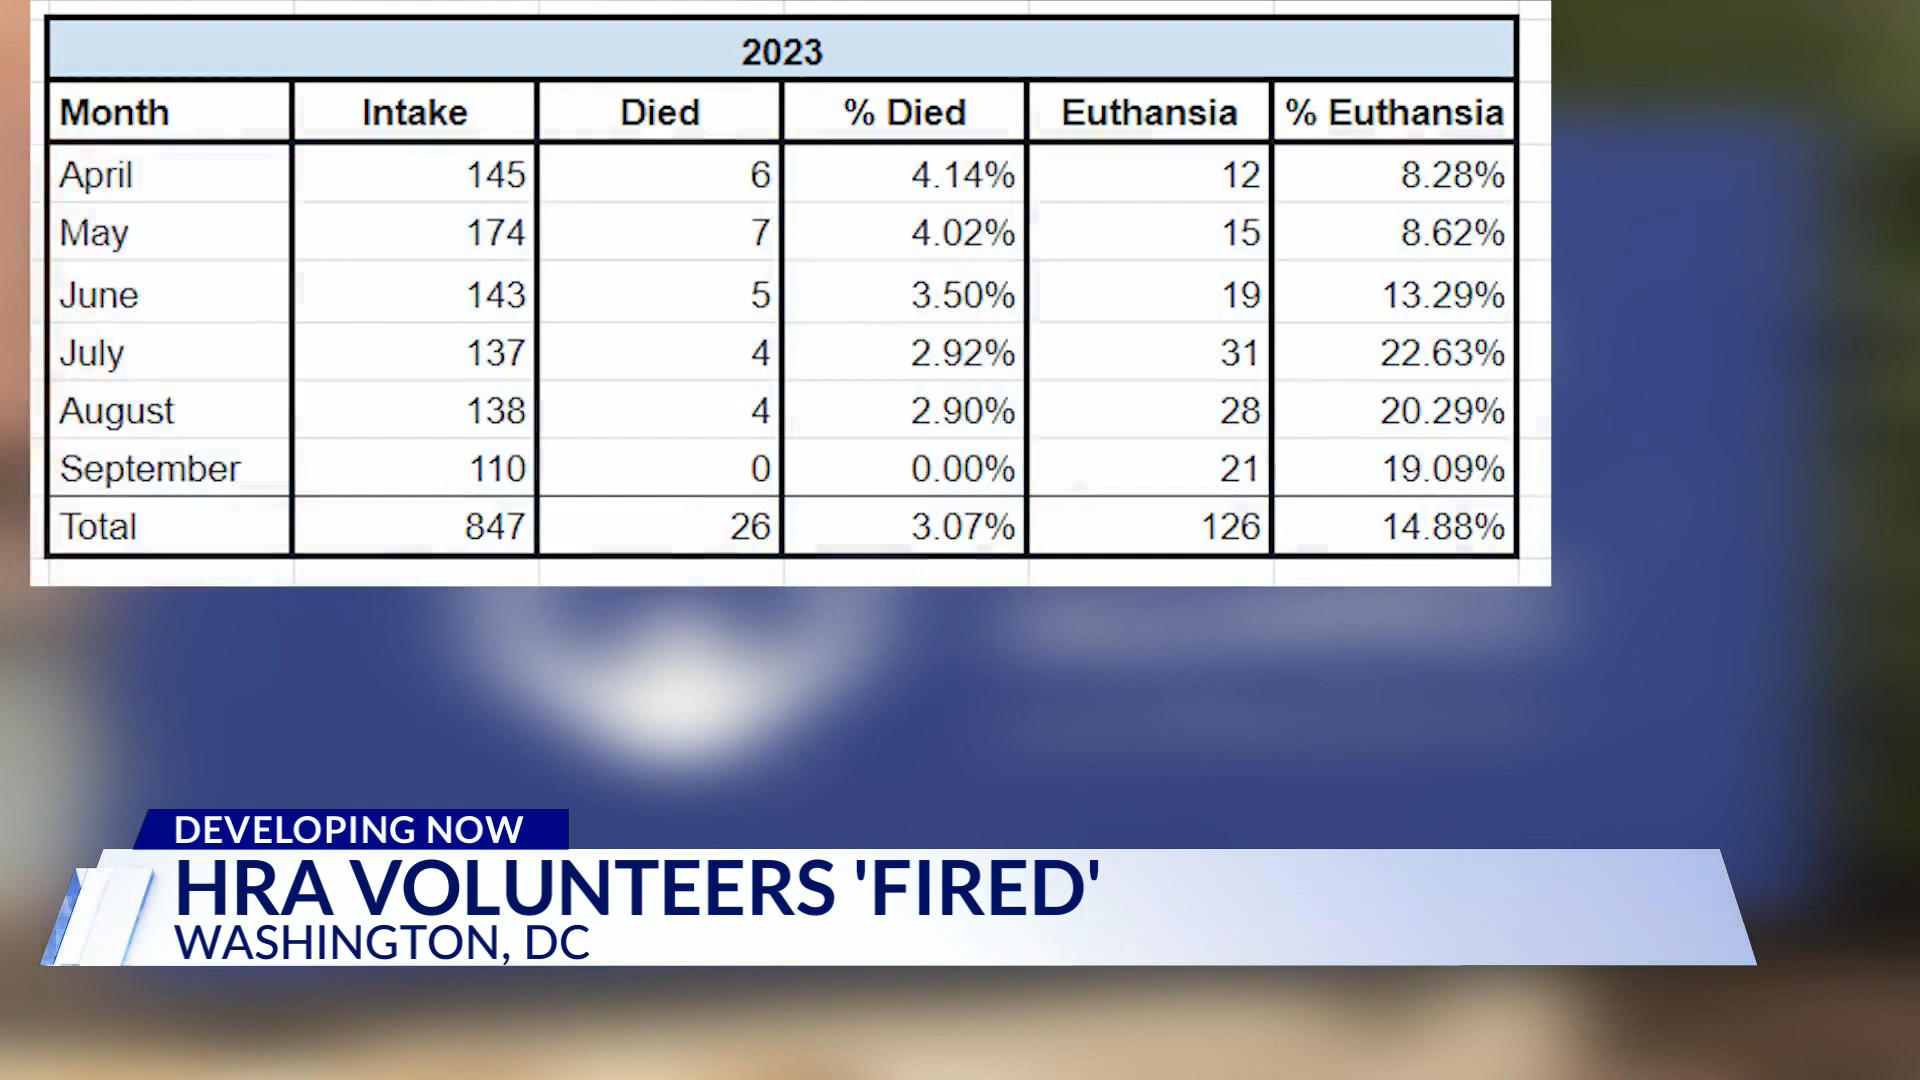 2023
Month Intake Died % Died Euthansia % Euthansia
April 145 6 4.14% 12 8.28%
May 174 7 4.02% 15 8.62%
June 143 5 3.50% 19 13.29%
July 137 4 2.92% 31 22.63%
August 138 4 2.90% 28 20.29%
September 110 0 0.00% 21 19.09%
Total 847 26 3.07% 126 14.88%
DEVELOPING NOW
HRA VOLUNTEERS 'FIRED'
WASHINGTON, DC